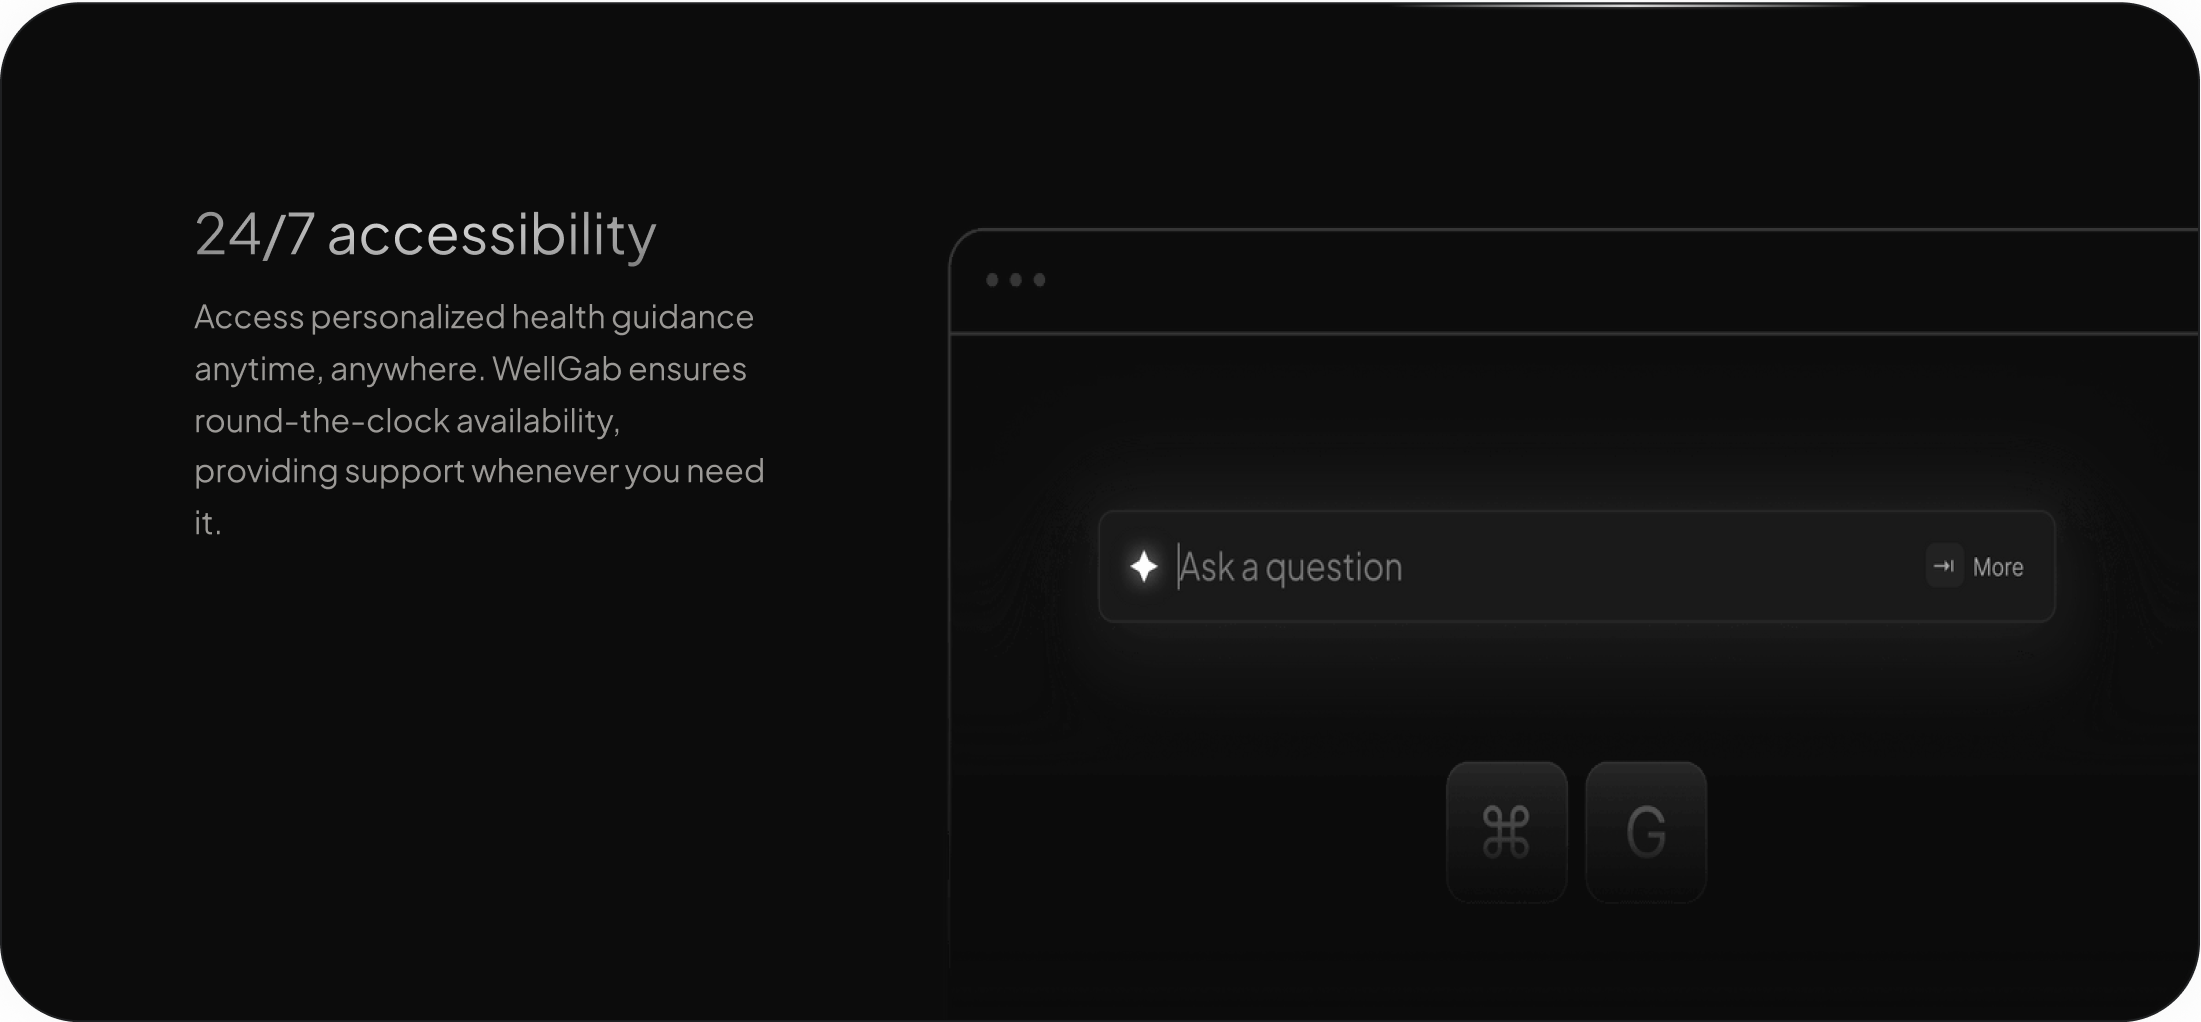 24/7 accessibility
Access personalized health guidance
anytime, anywhere. WellGab ensures
round-the-clock availability,
providing support whenever you need
it.
Ask a question
More
⌘ G